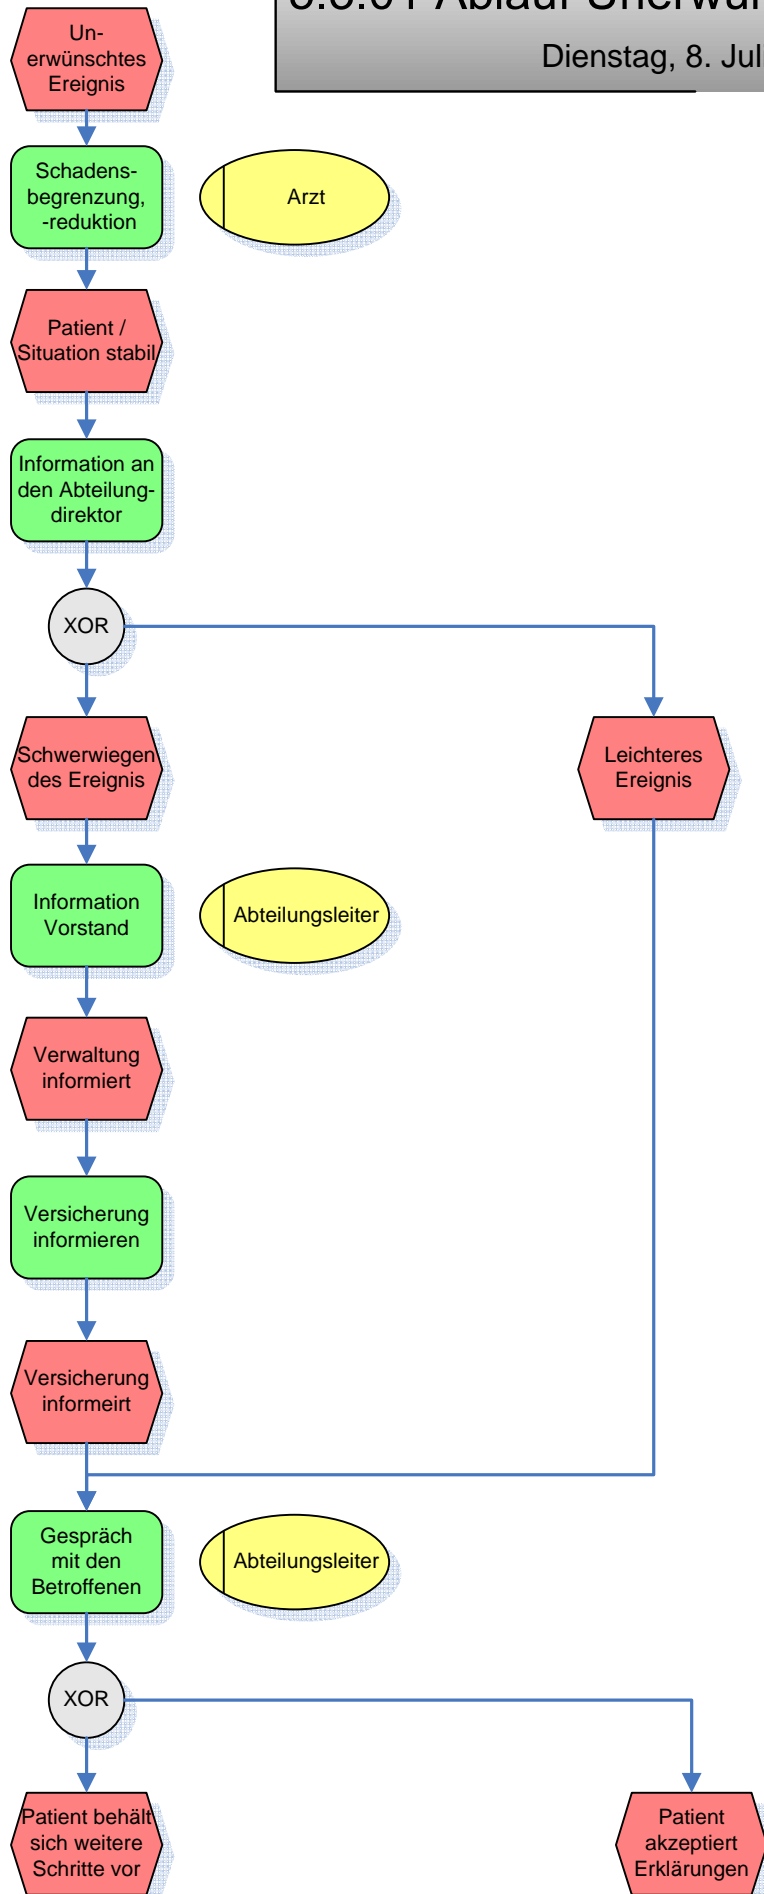 Un-
erwünschtes
Ereignis
Dienstag, 8. Jul
Schadens-
begrenzung,
-reduktion
Arzt
Patient /
Situation stabil
Information an
den Abteilung-
direktor
XOR
Schwerwiegen
des Ereignis
Leichteres
Ereignis
Information
Vorstand
Abteilungsleiter
Verwaltung
informiert
Versicherung
informieren
Versicherung
informeirt
Gespräch
mit den
Betroffenen
Abteilungsleiter
XOR
Patient behält
sich weitere
Schritte vor
Patient
akzeptiert
Erklärungen